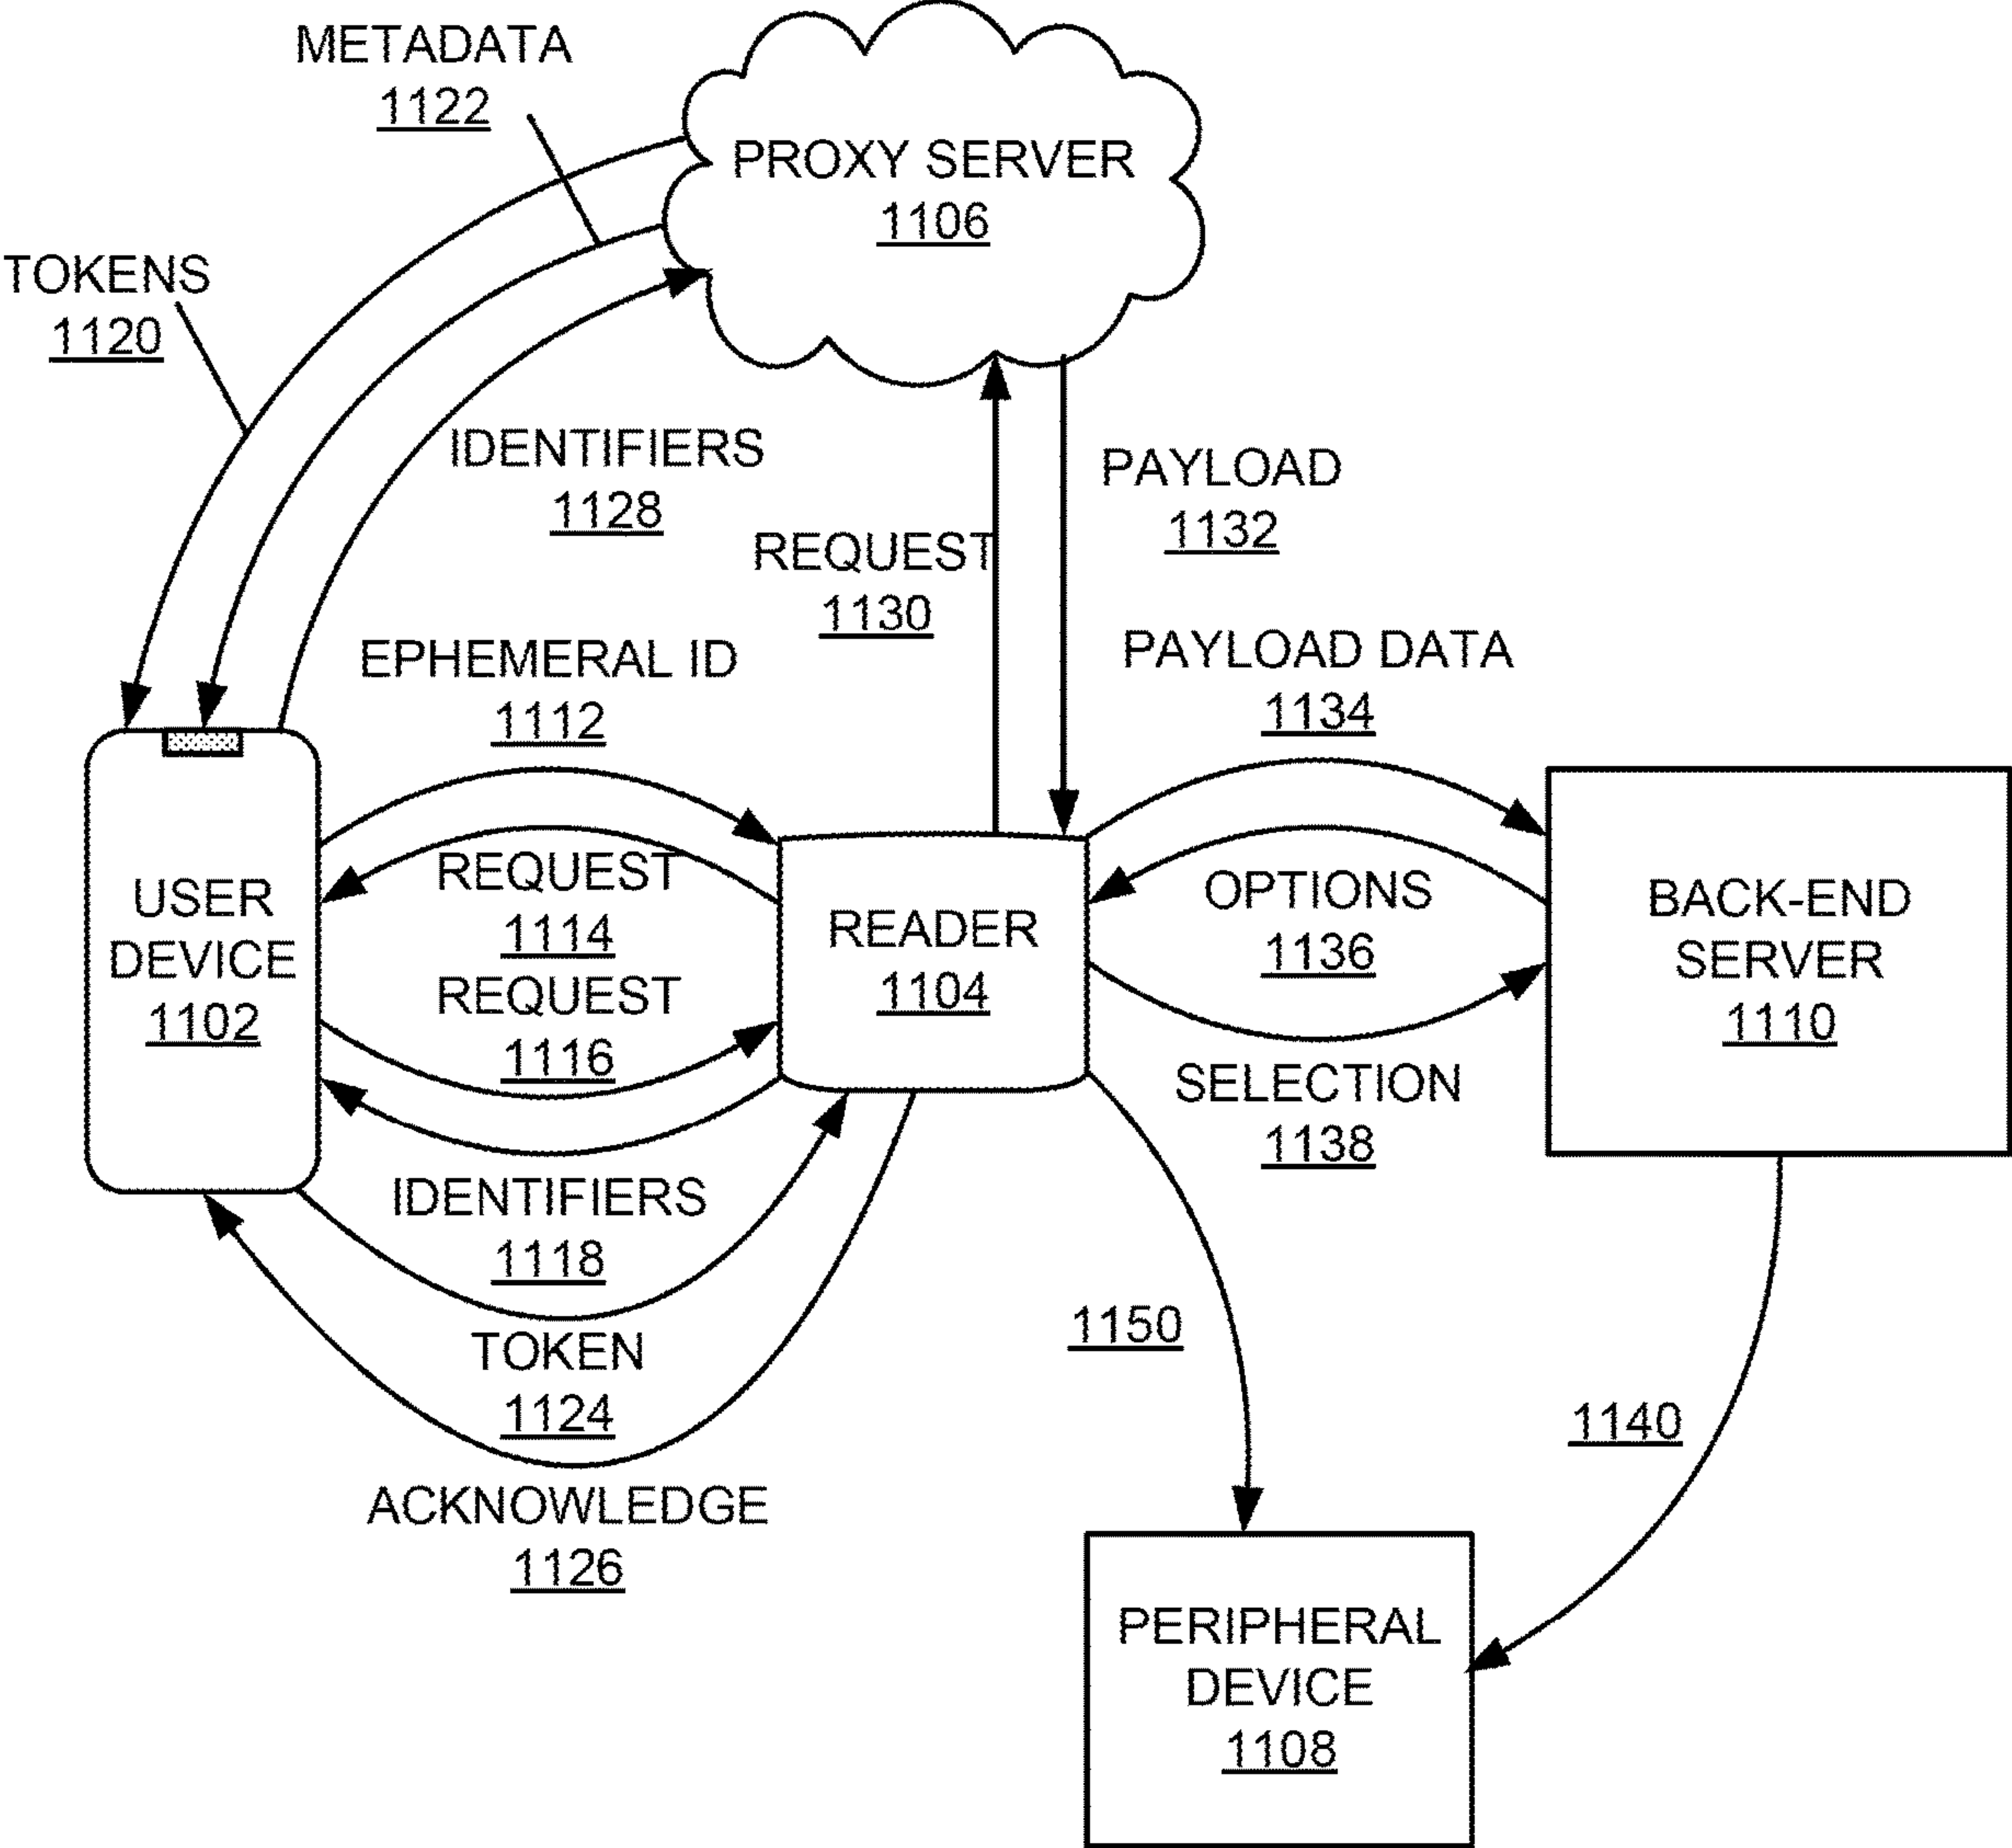 METADATA
1122
PROXY SERVER
1106
TOKENS
1120
IDENTIFIERS
1128
PAYLOAD
1132
REQUEST
1130
EPHEMERAL ID
1112
PAYLOAD DATA
1134
USER
DEVICE
1102
REQUEST
1114
REQUEST
1116
READER
1104
OPTIONS
1136
BACK-END
SERVER
1110
SELECTION
1138
IDENTIFIERS
1118
TOKEN
1124
1150
1140
ACKNOWLEDGE
1126
PERIPHERAL
DEVICE
1108